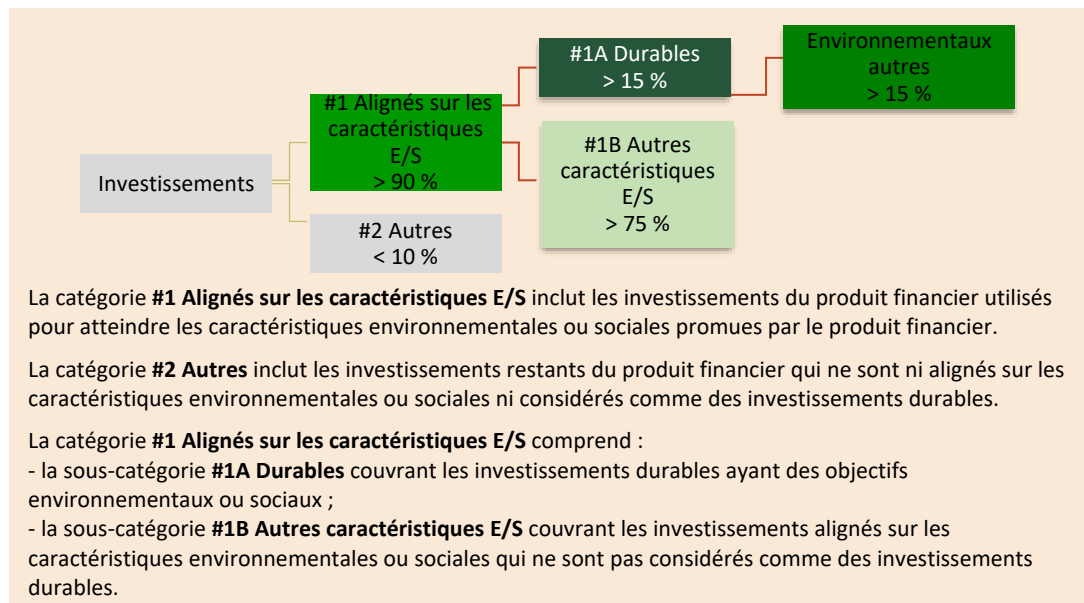 #1A Durables
> 15 %
Environnementaux
autres
> 15 %
#1 Alignés sur les
caractéristiques
E/S
> 90 %
#1B Autres
caractéristiques
E/S
> 75 %
Investissements
#2 Autres
< 10 %
La catégorie #1 Alignés sur les caractéristiques E/S inclut les investissements du produit financier utilisés
pour atteindre les caractéristiques environnementales ou sociales promues par le produit financier.
La catégorie #2 Autres inclut les investissements restants du produit financier qui ne sont ni alignés sur les
caractéristiques environnementales ou sociales ni considérés comme des investissements durables.
La catégorie #1 Alignés sur les caractéristiques E/S comprend :
- la sous-catégorie #1A Durables couvrant les investissements durables ayant des objectifs
environnementaux ou sociaux ;
- la sous-catégorie #1B Autres caractéristiques E/S couvrant les investissements alignés sur les
caractéristiques environnementales ou sociales qui ne sont pas considérés comme des investissements
durables.